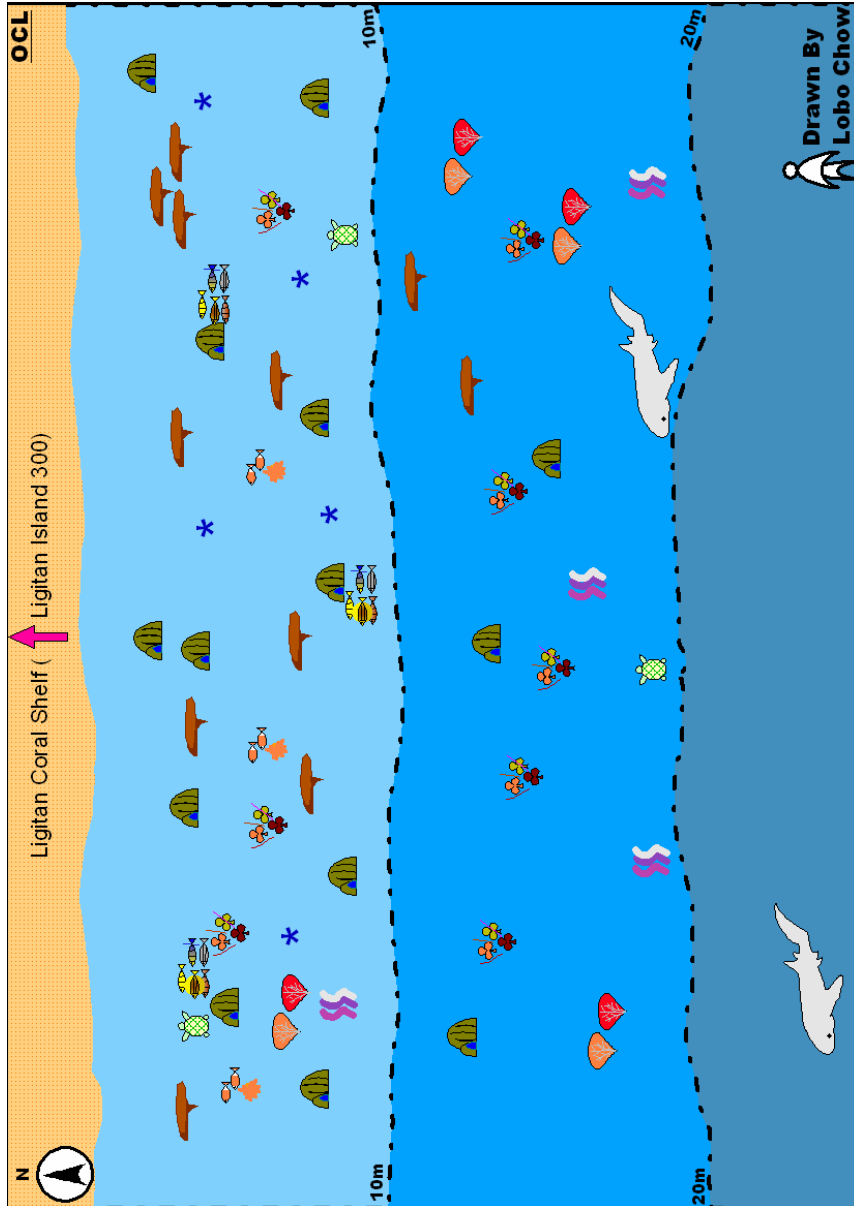 N
Ligitan Coral Shelf ( Ligitan Island 300)
OCL
10m
10m
20m
20m
Drawn By
Lobo Chow